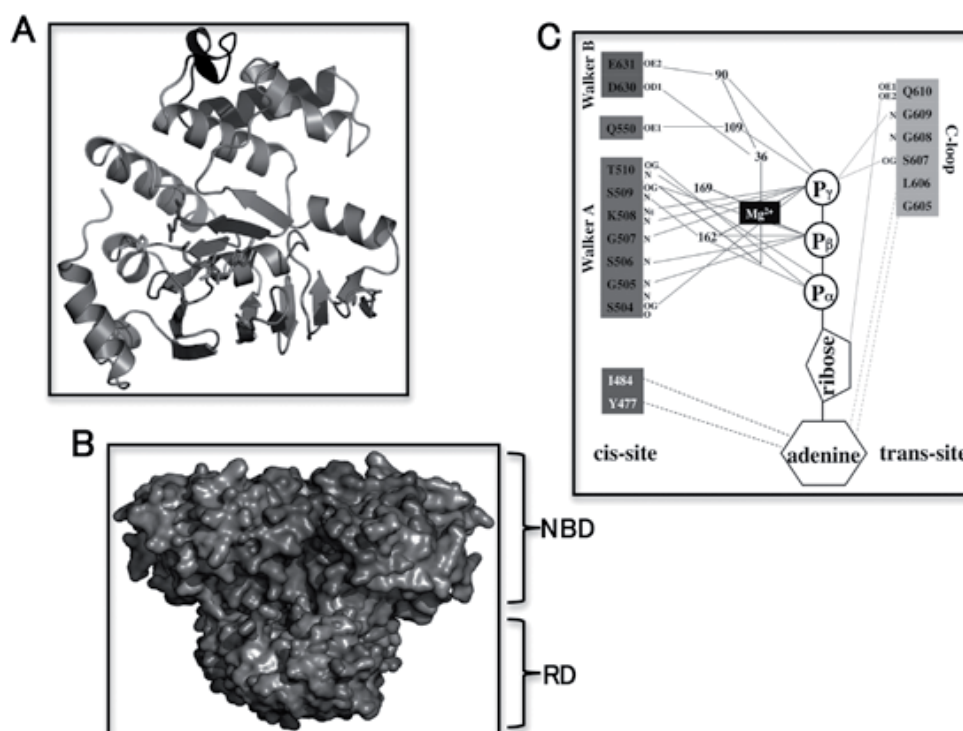 A
B
NBD
RD
C
Walker B
E631 OE2
D630 OD1
Q550 OE1
Walker A
T510 OG
N
S509 OG
N
K508 Nε
N
G507 N
S506 N
G505 N
N
S504 OG
O
I484
Y477
cis-site
90
109
36
169
162
Mg²⁺
Pγ
Pβ
Pα
ribose
adenine
trans-site
OE1
OE2 Q610
N G609
N G608
OG S607
L606
G605
C-loop